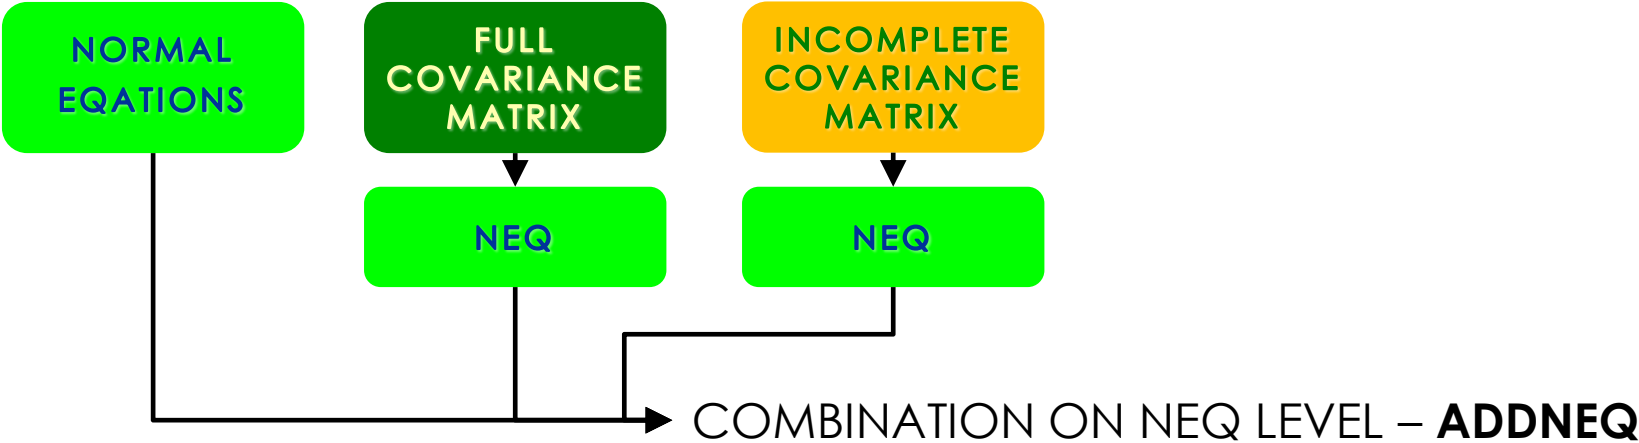 NORMAL
EQATIONS
FULL
COVARIANCE
MATRIX
INCOMPLETE
COVARIANCE
MATRIX
NEQ
NEQ
COMBINATION ON NEQ LEVEL – ADDNEQ